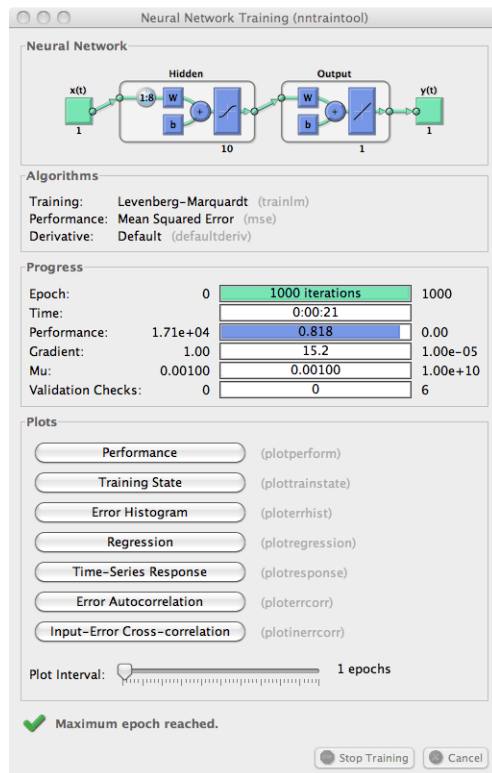 Neural Network Training (nntraintool)
Neural Network
Hidden Output
x(t) y(t)
1:8 W W
b + b +
1 10 1 1
Algorithms
Training: Levenberg-Marquardt (trainlm)
Performance: Mean Squared Error (mse)
Derivative: Default (defaultderiv)
Progress
Epoch: 0 1000 iterations 1000
Time: 0:00:21
Performance: 1.71e+04 0.818 0.00
Gradient: 1.00 15.2 1.00e-05
Mu: 0.00100 0.00100 1.00e+10
Validation Checks: 0 0 6
Plots
Performance (plotperform)
Training State (plottrainstate)
Error Histogram (ploterrhist)
Regression (plotregression)
Time-Series Response (plotresponse)
Error Autocorrelation (ploterrcorr)
Input-Error Cross-correlation (plotinerrcorr)
Plot Interval: 1 epochs
Maximum epoch reached.
Stop Training Cancel